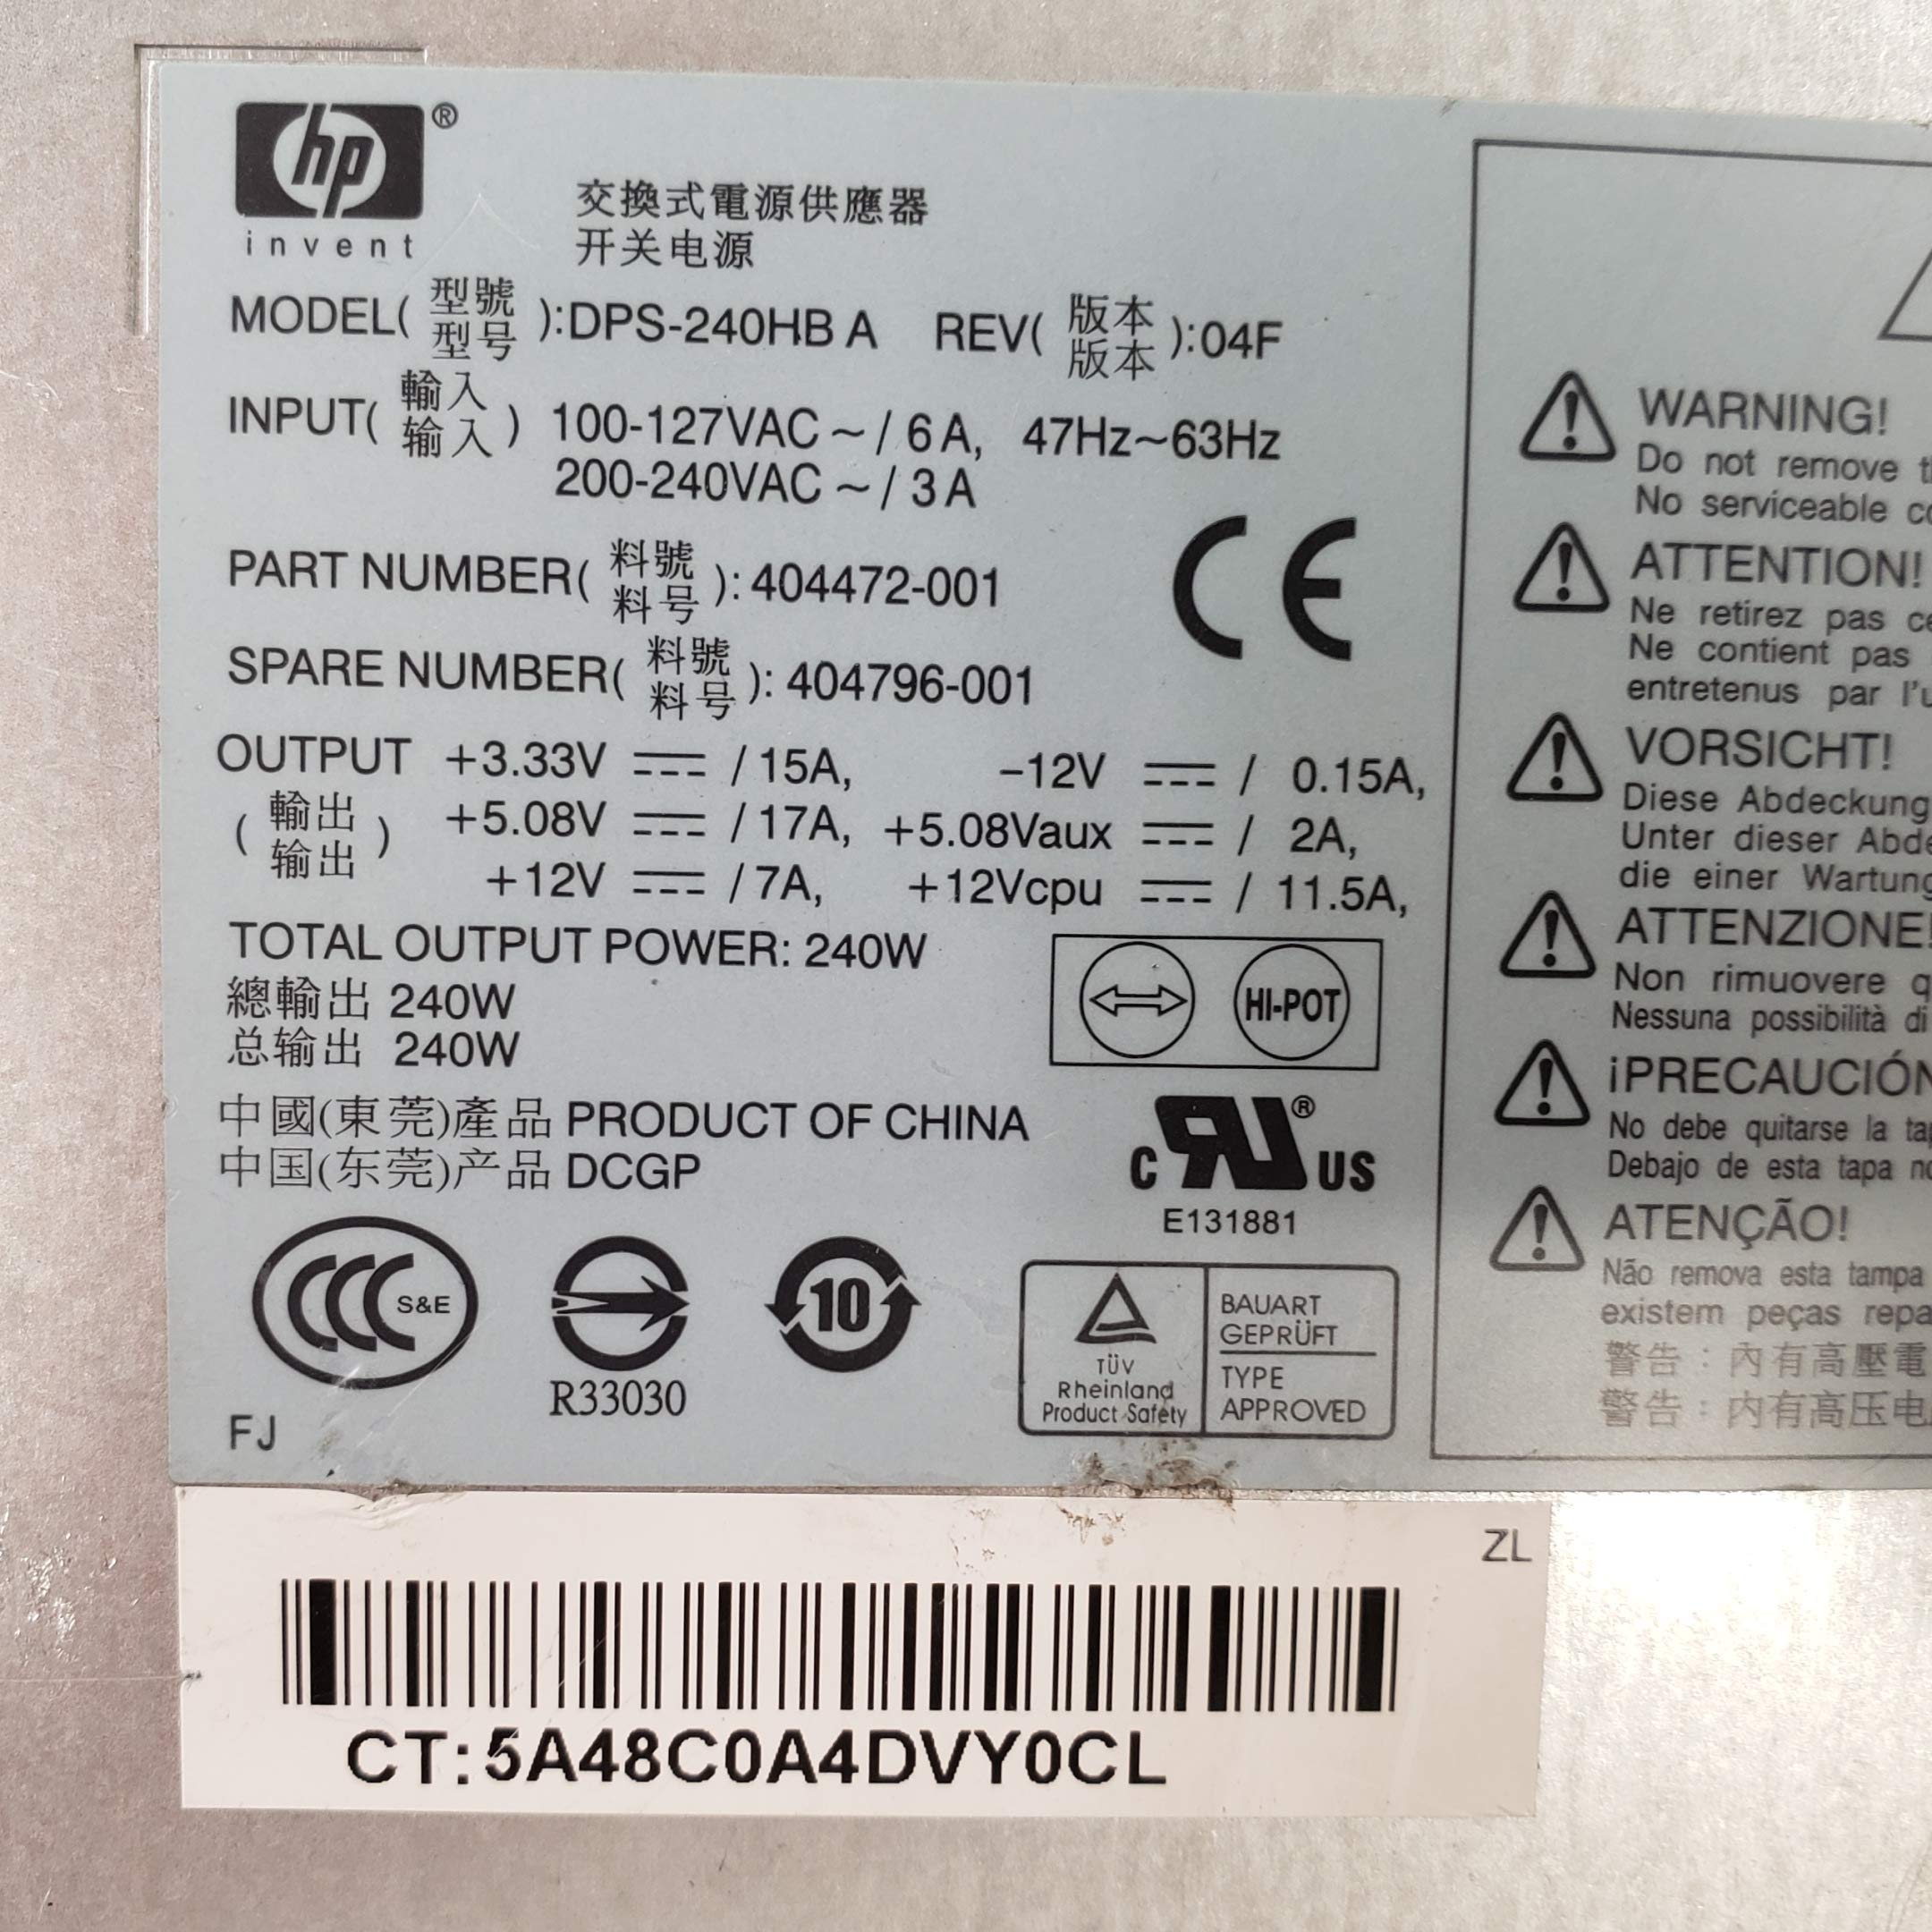 hp ®
invent
交換式電源供應器
开关电源
MODEL(型號 型号):DPS-240HB A REV(版本 版本):04F
INPUT(輸入 输入) 100-127VAC ~ / 6 A, 47Hz~63Hz
200-240VAC ~ / 3 A
PART NUMBER(料號 料号): 404472-001
SPARE NUMBER(料號 料号): 404796-001
CE
OUTPUT +3.33V ⎓ / 15A, -12V ⎓ / 0.15A,
(輸出 输出) +5.08V ⎓ / 17A, +5.08Vaux ⎓ / 2A,
+12V ⎓ / 7A, +12Vcpu ⎓ / 11.5A,
TOTAL OUTPUT POWER: 240W
總輸出 240W
总输出 240W
HI-POT
中國(東莞)產品 PRODUCT OF CHINA
中国(东莞)产品 DCGP
C RU ® US
E131881
CCC S&E
R33030
10
TÜV
Rheinland
Product Safety
BAUART
GEPRÜFT
TYPE
APPROVED
FJ
WARNING!
Do not remove
No serviceable
ATTENTION!
Ne retirez pas
Ne contient pas
entretenus par
VORSICHT!
Diese Abdeckung
Unter dieser
die einer
ATTENZIONE!
Non rimuovere
Nessuna possibilità di
¡PRECAUCIÓN
No debe quitarse la
Debajo de esta tapa
ATENÇÃO!
Não remova esta tampa
existem peças
警告：內有高壓電
警告：内有高压电
ZL
CT:5A48C0A4DVY0CL